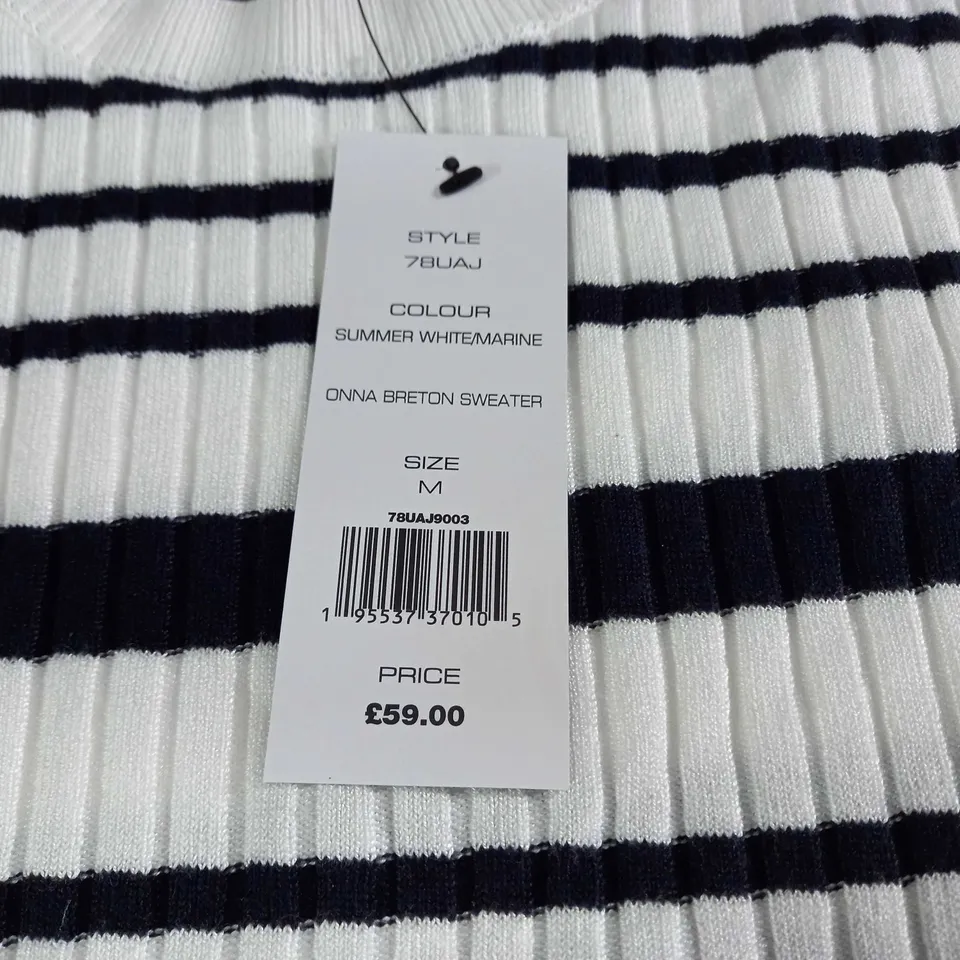 STYLE
78UAJ
COLOUR
SUMMER WHITE/MARINE
ONNA BRETON SWEATER
SIZE
M
78UAJ9003
1 95537 37010 5
PRICE
£59.00